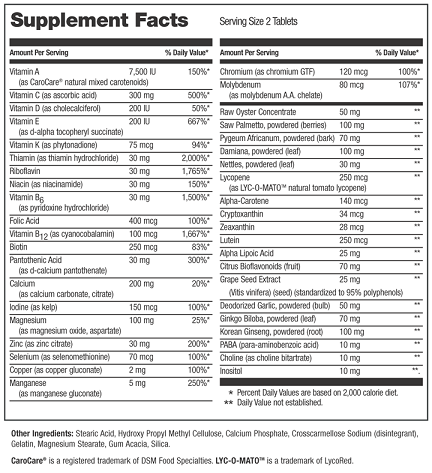 Supplement Facts
Serving Size 2 Tablets
Amount Per Serving % Daily Value*
Vitamin A 7,500 IU 150%*
(as CaroCare® natural mixed carotenoids)
Vitamin C (as ascorbic acid) 300 mg 500%*
Vitamin D (as cholecalciferol) 200 IU 50%*
Vitamin E 200 IU 667%*
(as d-alpha tocopheryl succinate)
Vitamin K (as phytonadione) 75 mcg 94%*
Thiamin (as thiamin hydrochloride) 30 mg 2,000%*
Riboflavin 30 mg 1,765%*
Niacin (as niacinamide) 30 mg 150%*
Vitamin B6 30 mg 1,500%*
(as pyridoxine hydrochloride)
Folic Acid 400 mcg 100%*
Vitamin B12 (as cyanocobalamin) 100 mcg 1,667%*
Biotin 250 mcg 83%*
Pantothenic Acid 30 mg 300%*
(as d-calcium pantothenate)
Calcium 200 mg 20%*
(as calcium carbonate, citrate)
Iodine (as kelp) 150 mcg 100%*
Magnesium 100 mg 25%*
(as magnesium oxide, aspartate)
Zinc (as zinc citrate) 30 mg 200%*
Selenium (as selenomethionine) 70 mcg 100%*
Copper (as copper gluconate) 2 mg 100%*
Manganese 5 mg 250%*
(as manganese gluconate)
Amount Per Serving % Daily Value*
Chromium (as chromium GTF) 120 mcg 100%*
Molybdenum 80 mcg 107%*
(as molybdenum A.A. chelate)
Raw Oyster Concentrate 50 mg **
Saw Palmetto, powdered (berries) 100 mg **
Pygeum Africanum, powdered (bark) 70 mg **
Damiana, powdered (leaf) 100 mg **
Nettles, powdered (leaf) 30 mg **
Lycopene 250 mcg **
(as LYC-O-MATO™ natural tomato lycopene)
Alpha-Carotene 140 mcg **
Cryptoxanthin 34 mcg **
Zeaxanthin 28 mcg **
Lutein 250 mcg **
Alpha Lipoic Acid 25 mg **
Citrus Bioflavonoids (fruit) 70 mg **
Grape Seed Extract 25 mg **
(Vitis vinifera) (seed) (standardized to 95% polyphenols)
Deodorized Garlic, powdered (bulb) 50 mg **
Ginkgo Biloba, powdered (leaf) 70 mg **
Korean Ginseng, powdered (root) 100 mg **
PABA (para-aminobenzoic acid) 10 mg **
Choline (as choline bitartrate) 10 mg **
Inositol 10 mg **.
* Percent Daily Values are based on 2,000 calorie diet.
** Daily Value not established.
Other Ingredients: Stearic Acid, Hydroxy Propyl Methyl Cellulose, Calcium Phosphate, Crosscarmellose Sodium (disintegrant),
Gelatin, Magnesium Stearate, Gum Acacia, Silica.
CaroCare® is a registered trademark of DSM Food Specialties. LYC-O-MATO™ is a trademark of LycoRed.